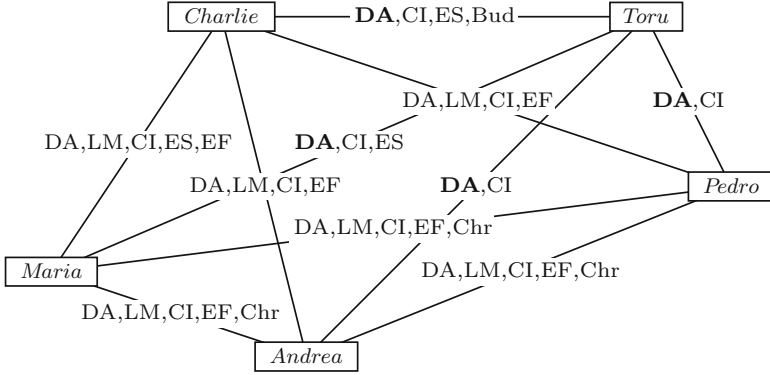 Charlie DA,CI,ES,Bud Toru
DA,LM,CI,EF DA,CI
DA,LM,CI,ES,EF DA,CI,ES
DA,LM,CI,EF DA,CI Pedro
DA,LM,CI,EF,Chr
Maria DA,LM,CI,EF,Chr
DA,LM,CI,EF,Chr
Andrea